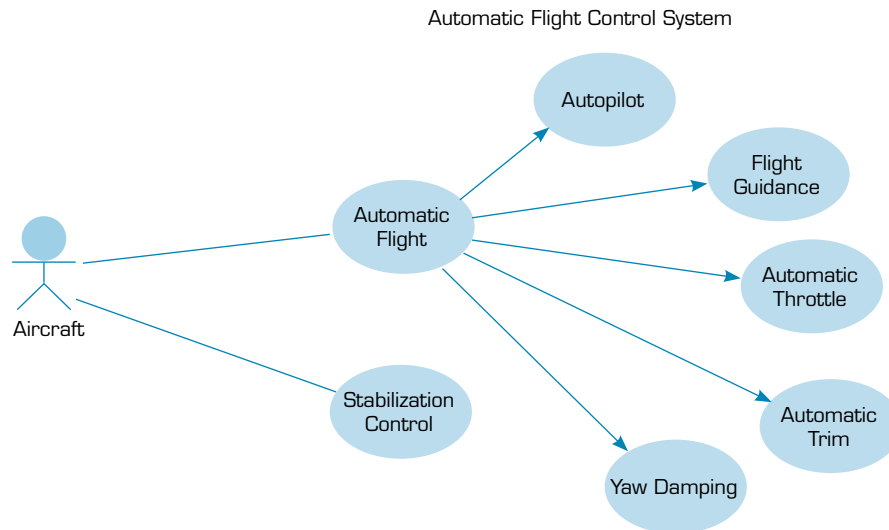 Automatic Flight Control System
Autopilot
Flight
Guidance
Automatic
Flight
Automatic
Throttle
Aircraft
Stabilization
Control
Automatic
Trim
Yaw Damping